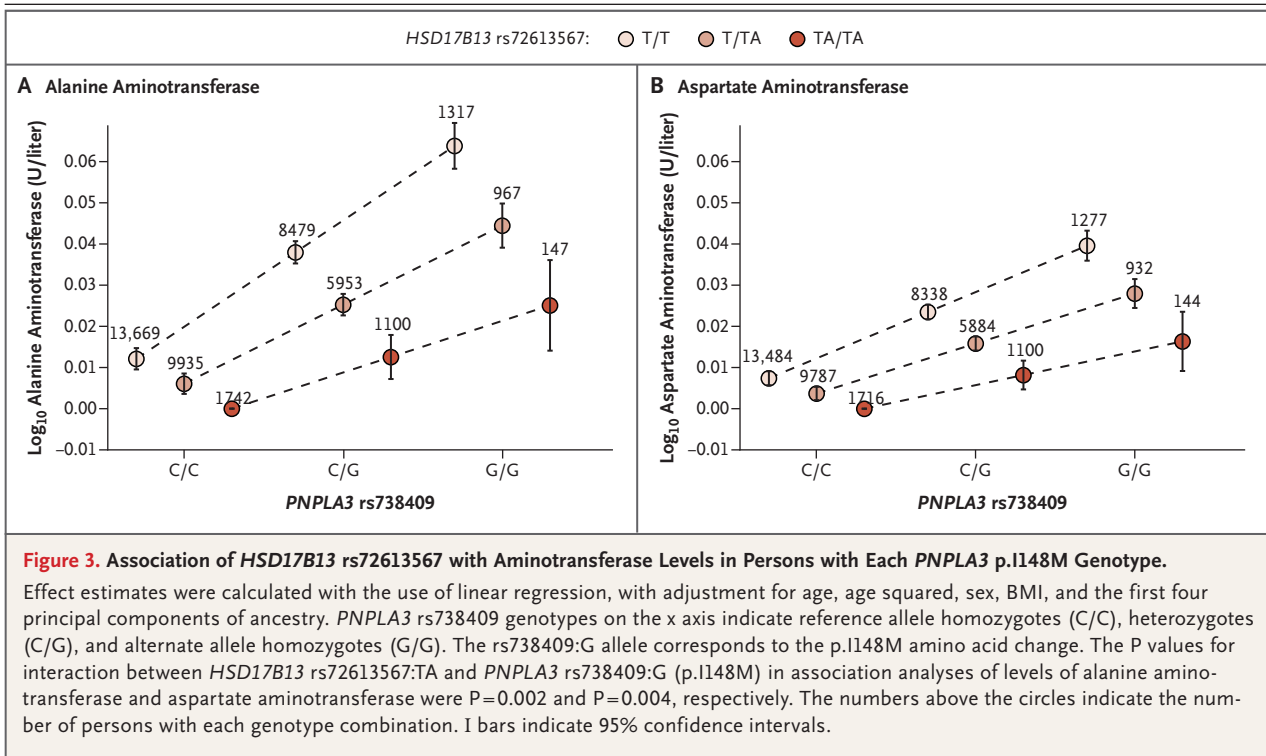 HSD17B13 rs72613567: T/T T/TA TA/TA
A Alanine Aminotransferase
Log10 Alanine Aminotransferase (U/liter)
0.06
0.05
0.04
0.03
0.02
0.01
0.00
−0.01
13,669
9935
1742
8479
5953
1100
1317
967
147
C/C C/G G/G
PNPLA3 rs738409
B Aspartate Aminotransferase
Log10 Aspartate Aminotransferase (U/liter)
0.06
0.05
0.04
0.03
0.02
0.01
0.00
−0.01
13,484
9787
1716
8338
5884
1100
1277
932
144
C/C C/G G/G
PNPLA3 rs738409
Figure 3. Association of HSD17B13 rs72613567 with Aminotransferase Levels in Persons with Each PNPLA3 p.I148M Genotype.
Effect estimates were calculated with the use of linear regression, with adjustment for age, age squared, sex, BMI, and the first four
principal components of ancestry. PNPLA3 rs738409 genotypes on the x axis indicate reference allele homozygotes (C/C), heterozygotes
(C/G), and alternate allele homozygotes (G/G). The rs738409:G allele corresponds to the p.I148M amino acid change. The P values for
interaction between HSD17B13 rs72613567:TA and PNPLA3 rs738409:G (p.I148M) in association analyses of levels of alanine amino-
transferase and aspartate aminotransferase were P=0.002 and P=0.004, respectively. The numbers above the circles indicate the num-
ber of persons with each genotype combination. I bars indicate 95% confidence intervals.